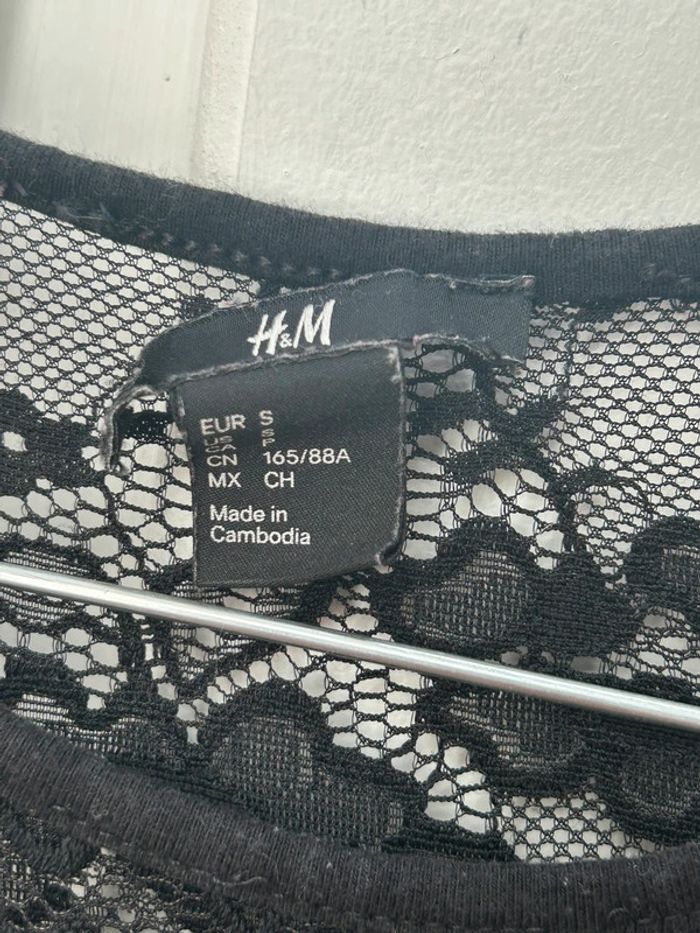 H&M
EUR S
US S
CN 165/88A
MX CH
Made in
Cambodia